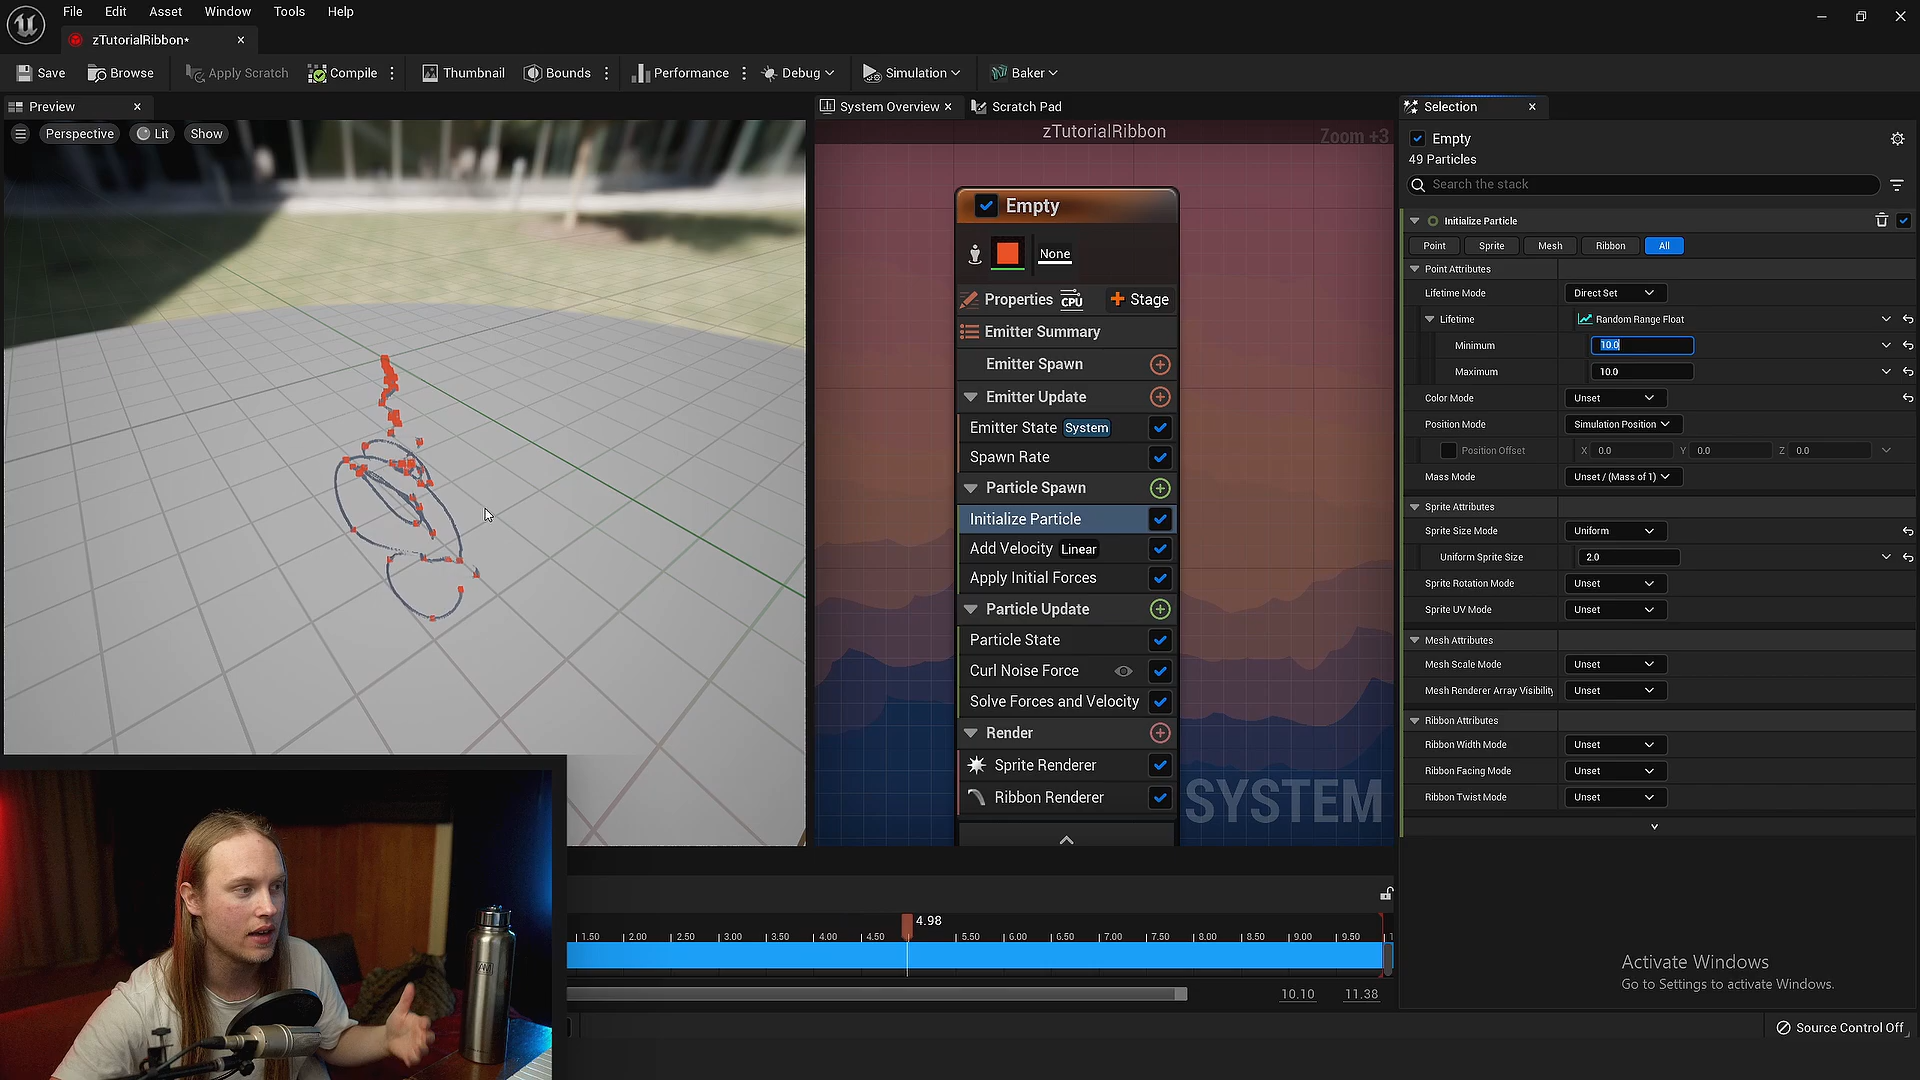 File Edit Asset Window Tools Help
zTutorialRibbon*
Save Browse Apply Scratch Compile Thumbnail Bounds Performance Debug Simulation Baker
Preview
Perspective Lit Show
System Overview Scratch Pad
zTutorialRibbon
Zoom +3
Empty
None
Properties CPU Stage
Emitter Summary
Emitter Spawn
Emitter Update
Emitter State System
Spawn Rate
Particle Spawn
Initialize Particle
Add Velocity Linear
Apply Initial Forces
Particle Update
Particle State
Curl Noise Force
Solve Forces and Velocity
Render
Sprite Renderer
Ribbon Renderer
SYSTEM
Selection
Empty
49 Particles
Search the stack
Initialize Particle
Point Sprite Mesh Ribbon All
Point Attributes
Lifetime Mode Direct Set
Lifetime Random Range Float
Minimum 10.0
Maximum 10.0
Color Mode Unset
Position Mode Simulation Position
Position Offset X 0.0 Y 0.0 Z 0.0
Mass Mode Unset / (Mass of 1)
Sprite Attributes
Sprite Size Mode Uniform
Uniform Sprite Size 2.0
Sprite Rotation Mode Unset
Sprite UV Mode Unset
Mesh Attributes
Mesh Scale Mode Unset
Mesh Renderer Array Visibility Unset
Ribbon Attributes
Ribbon Width Mode Unset
Ribbon Facing Mode Unset
Ribbon Twist Mode Unset
4.98
1.50 2.00 2.50 3.00 3.50 4.00 4.50 5.50 6.00 6.50 7.00 7.50 8.00 8.50 9.00 9.50 1
10.10 11.38
Activate Windows
Go to Settings to activate Windows.
Source Control Off